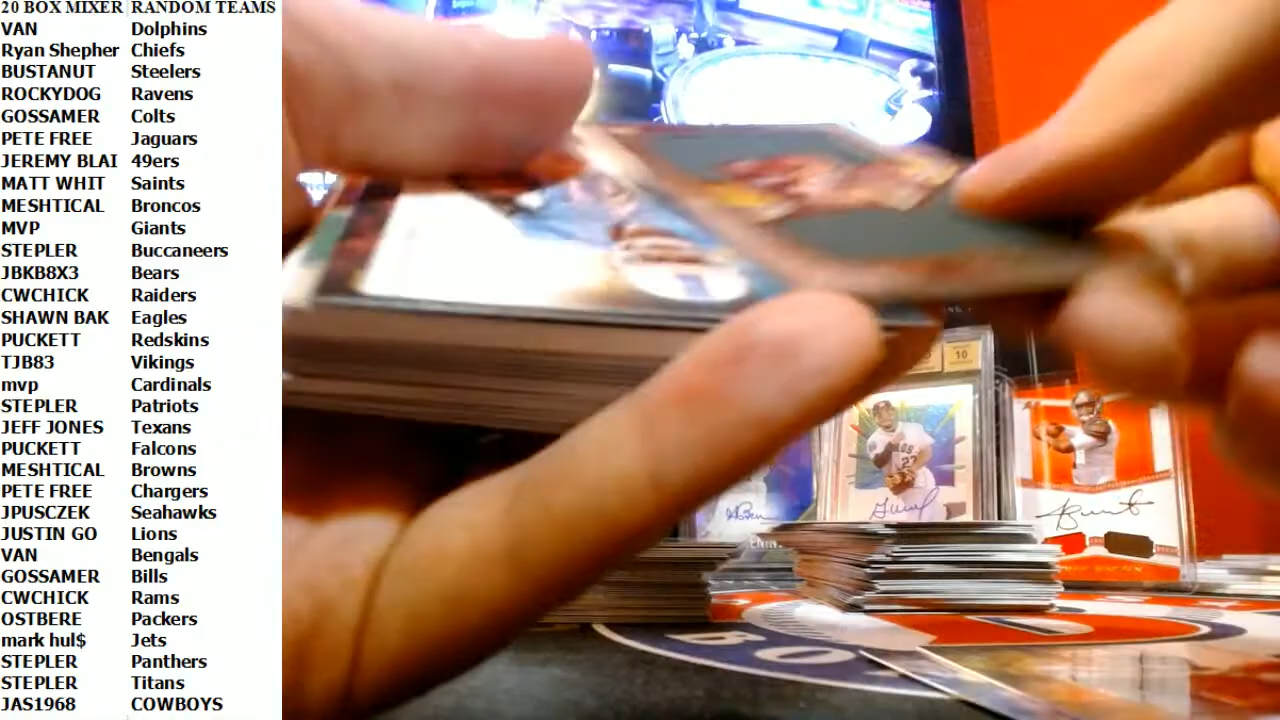 20 BOX MIXER RANDOM TEAMS
VAN Dolphins
Ryan Shepher Chiefs
BUSTANUT Steelers
ROCKYDOG Ravens
GOSSAMER Colts
PETE FREE Jaguars
JEREMY BLAI 49ers
MATT WHIT Saints
MESHTICAL Broncos
MVP Giants
STEPLER Buccaneers
JBKB8X3 Bears
CWCHICK Raiders
SHAWN BAK Eagles
PUCKETT Redskins
TJB83 Vikings
mvp Cardinals
STEPLER Patriots
JEFF JONES Texans
PUCKETT Falcons
MESHTICAL Browns
PETE FREE Chargers
JPUSCZEK Seahawks
JUSTIN GO Lions
VAN Bengals
GOSSAMER Bills
CWCHICK Rams
OSTBERE Packers
mark hul$ Jets
STEPLER Panthers
STEPLER Titans
JAS1968 COWBOYS
10
27